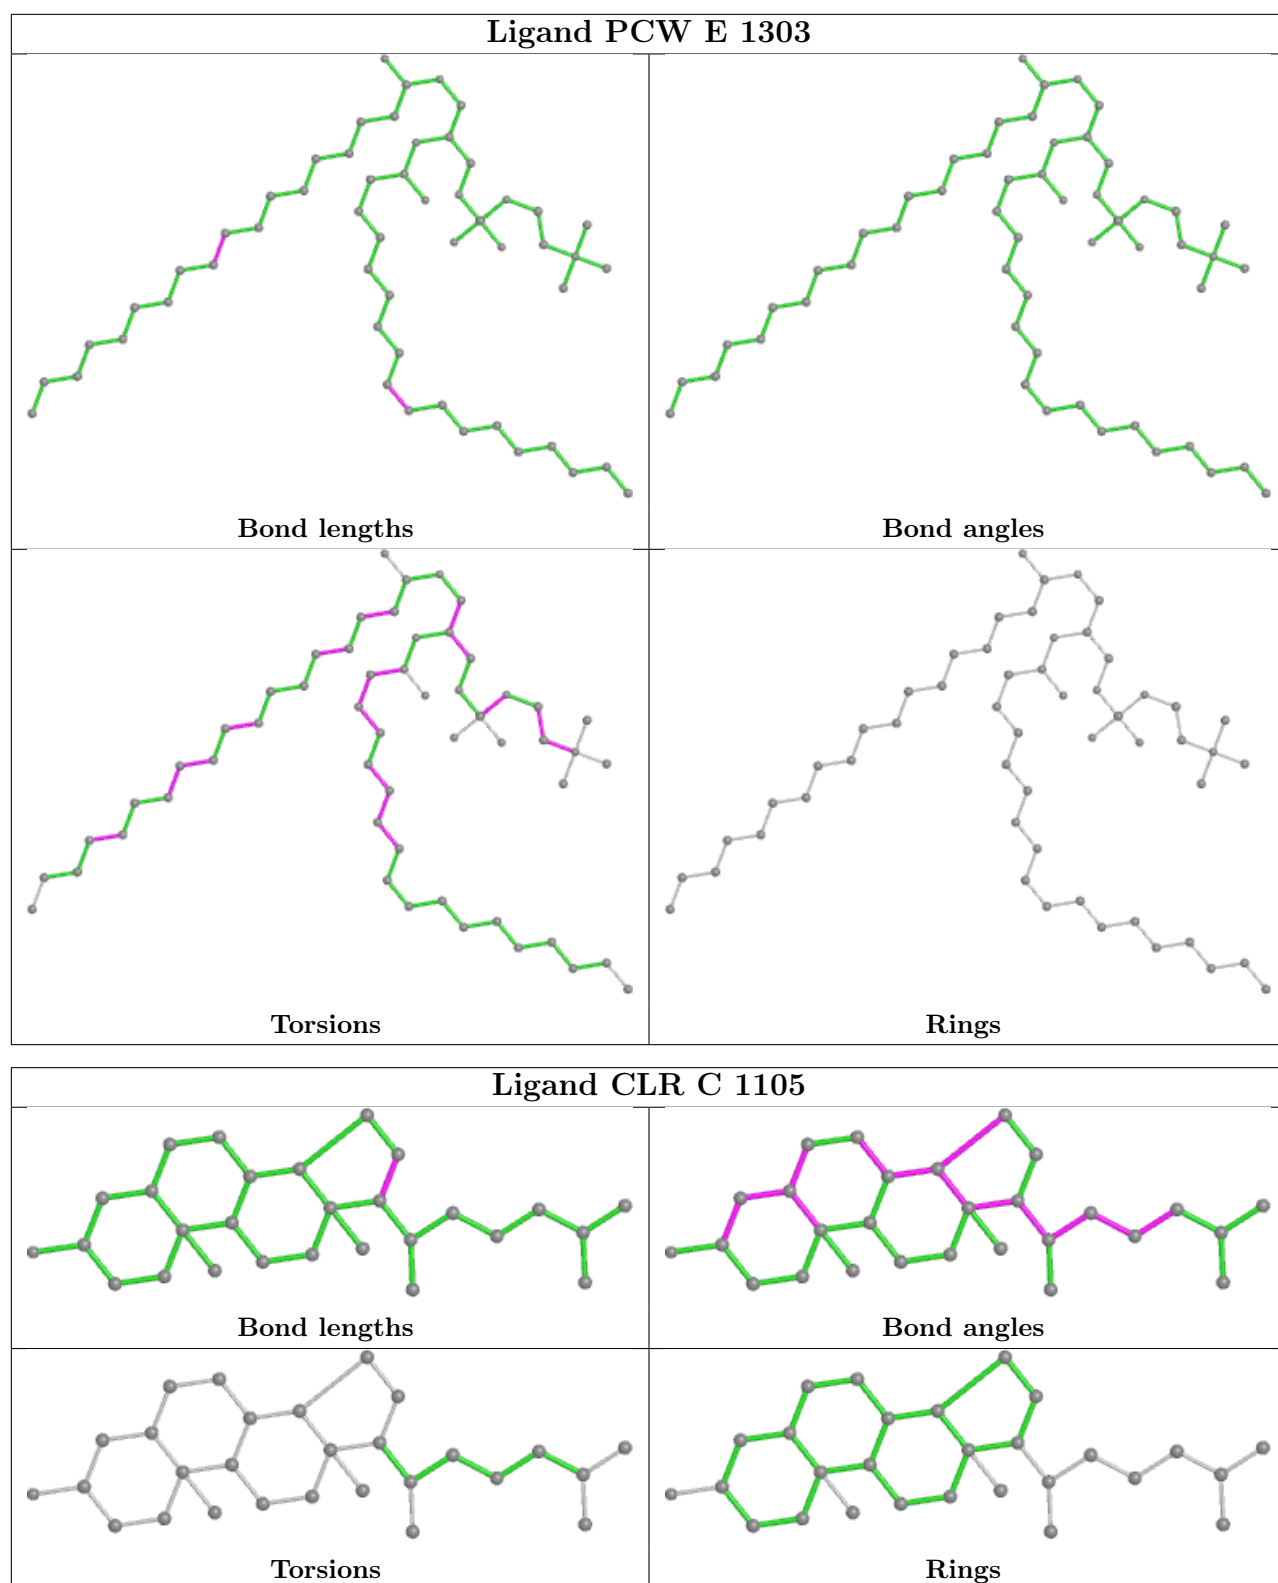 Ligand PCW E 1303
Bond lengths
Bond angles
Torsions
Rings
Ligand CLR C 1105
Bond lengths
Bond angles
Torsions
Rings